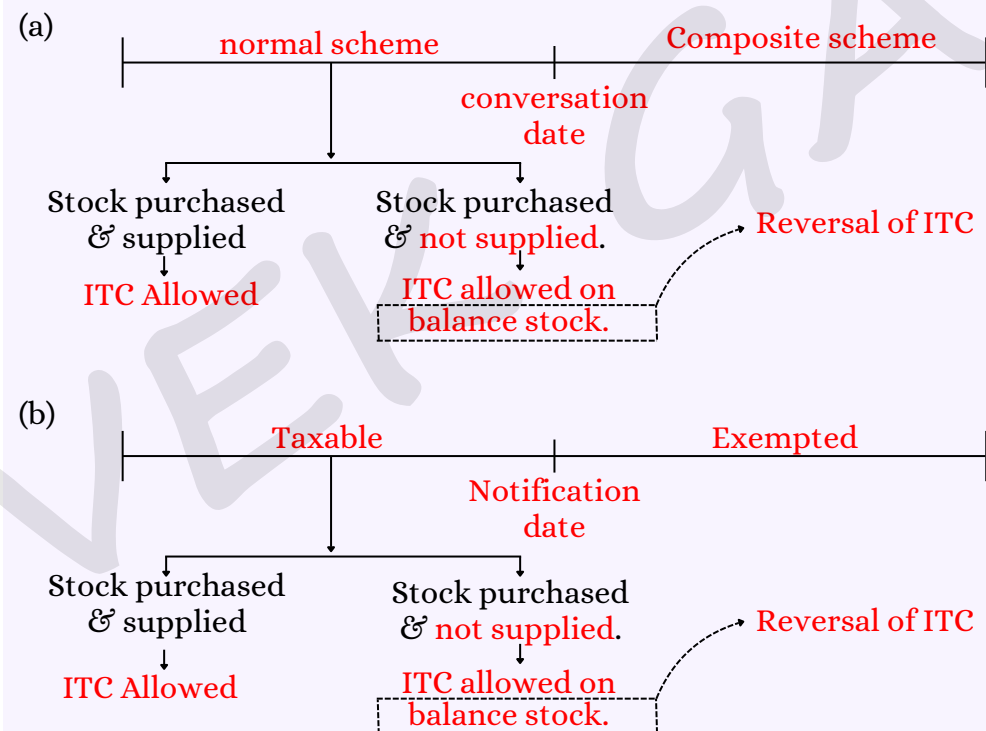 (a)
normal scheme
Composite scheme
conversation
date
Stock purchased
& supplied
ITC Allowed
Stock purchased
& not supplied.
ITC allowed on
balance stock.
Reversal of ITC
(b)
Taxable
Exempted
Notification
date
Stock purchased
& supplied
ITC Allowed
Stock purchased
& not supplied.
ITC allowed on
balance stock.
Reversal of ITC
VEK GA